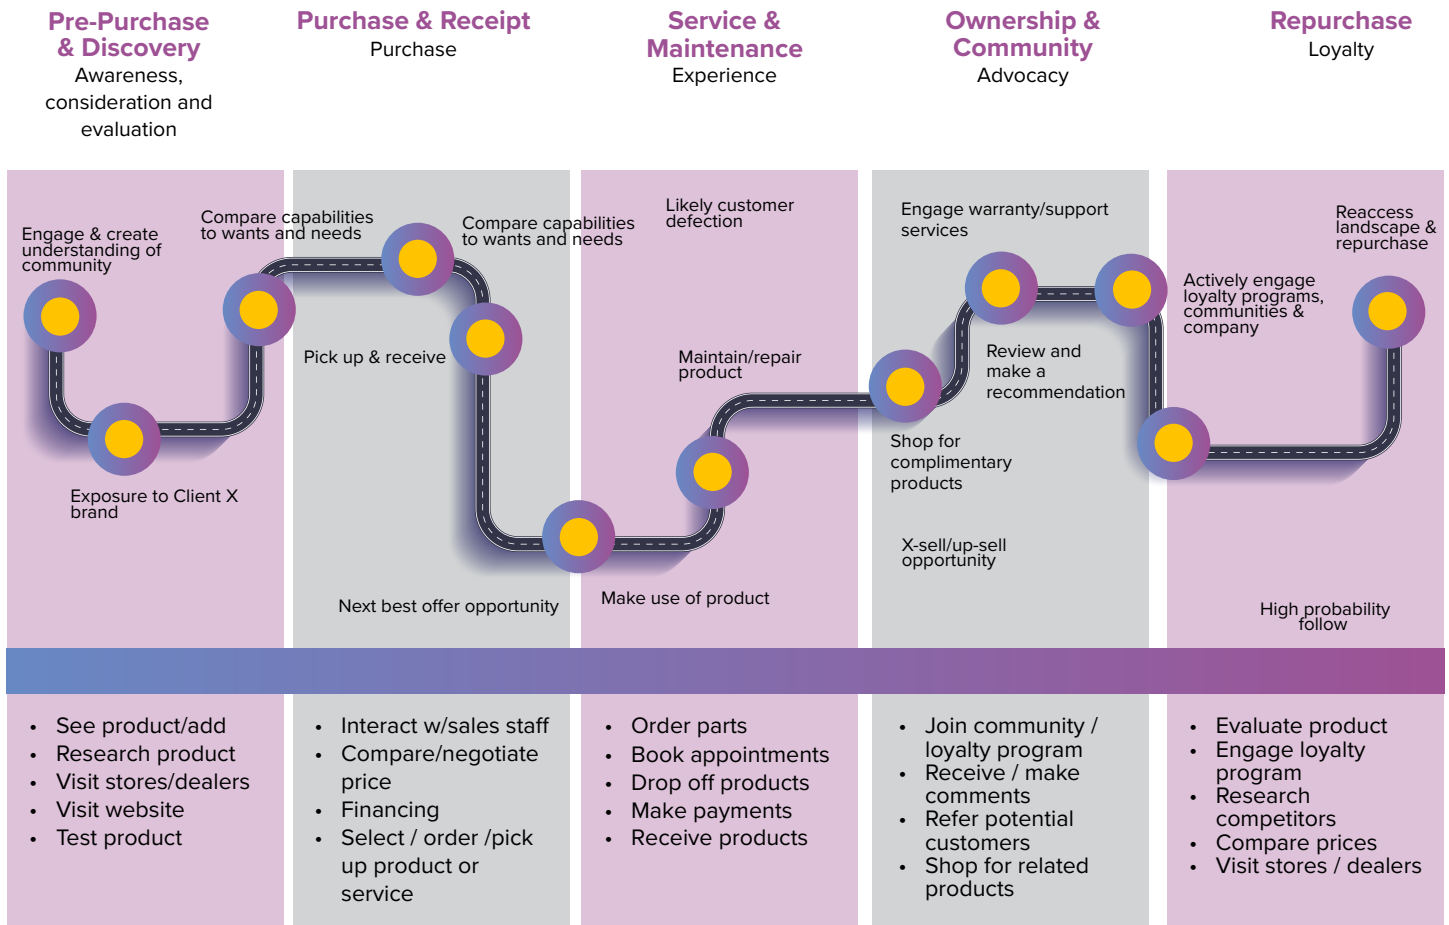 Pre-Purchase
& Discovery
Awareness,
consideration and
evaluation
Purchase & Receipt
Purchase
Service &
Maintenance
Experience
Ownership &
Community
Advocacy
Repurchase
Loyalty
Engage & create
understanding of
community
Exposure to Client X
brand
Compare capabilities
to wants and needs
Compare capabilities
to wants and needs
Pick up & receive
Next best offer opportunity
Likely customer
defection
Maintain/repair
product
Make use of product
Engage warranty/support
services
Review and
make a
recommendation
Shop for
complimentary
products
X-sell/up-sell
opportunity
Actively engage
loyalty programs,
communities &
company
Reaccess
landscape &
repurchase
High probability
follow
• See product/add
• Research product
• Visit stores/dealers
• Visit website
• Test product
• Interact w/sales staff
• Compare/negotiate
price
• Financing
• Select / order /pick
up product or
service
• Order parts
• Book appointments
• Drop off products
• Make payments
• Receive products
• Join community /
loyalty program
• Receive / make
comments
• Refer potential
customers
• Shop for related
products
• Evaluate product
• Engage loyalty
program
• Research
competitors
• Compare prices
• Visit stores / dealers